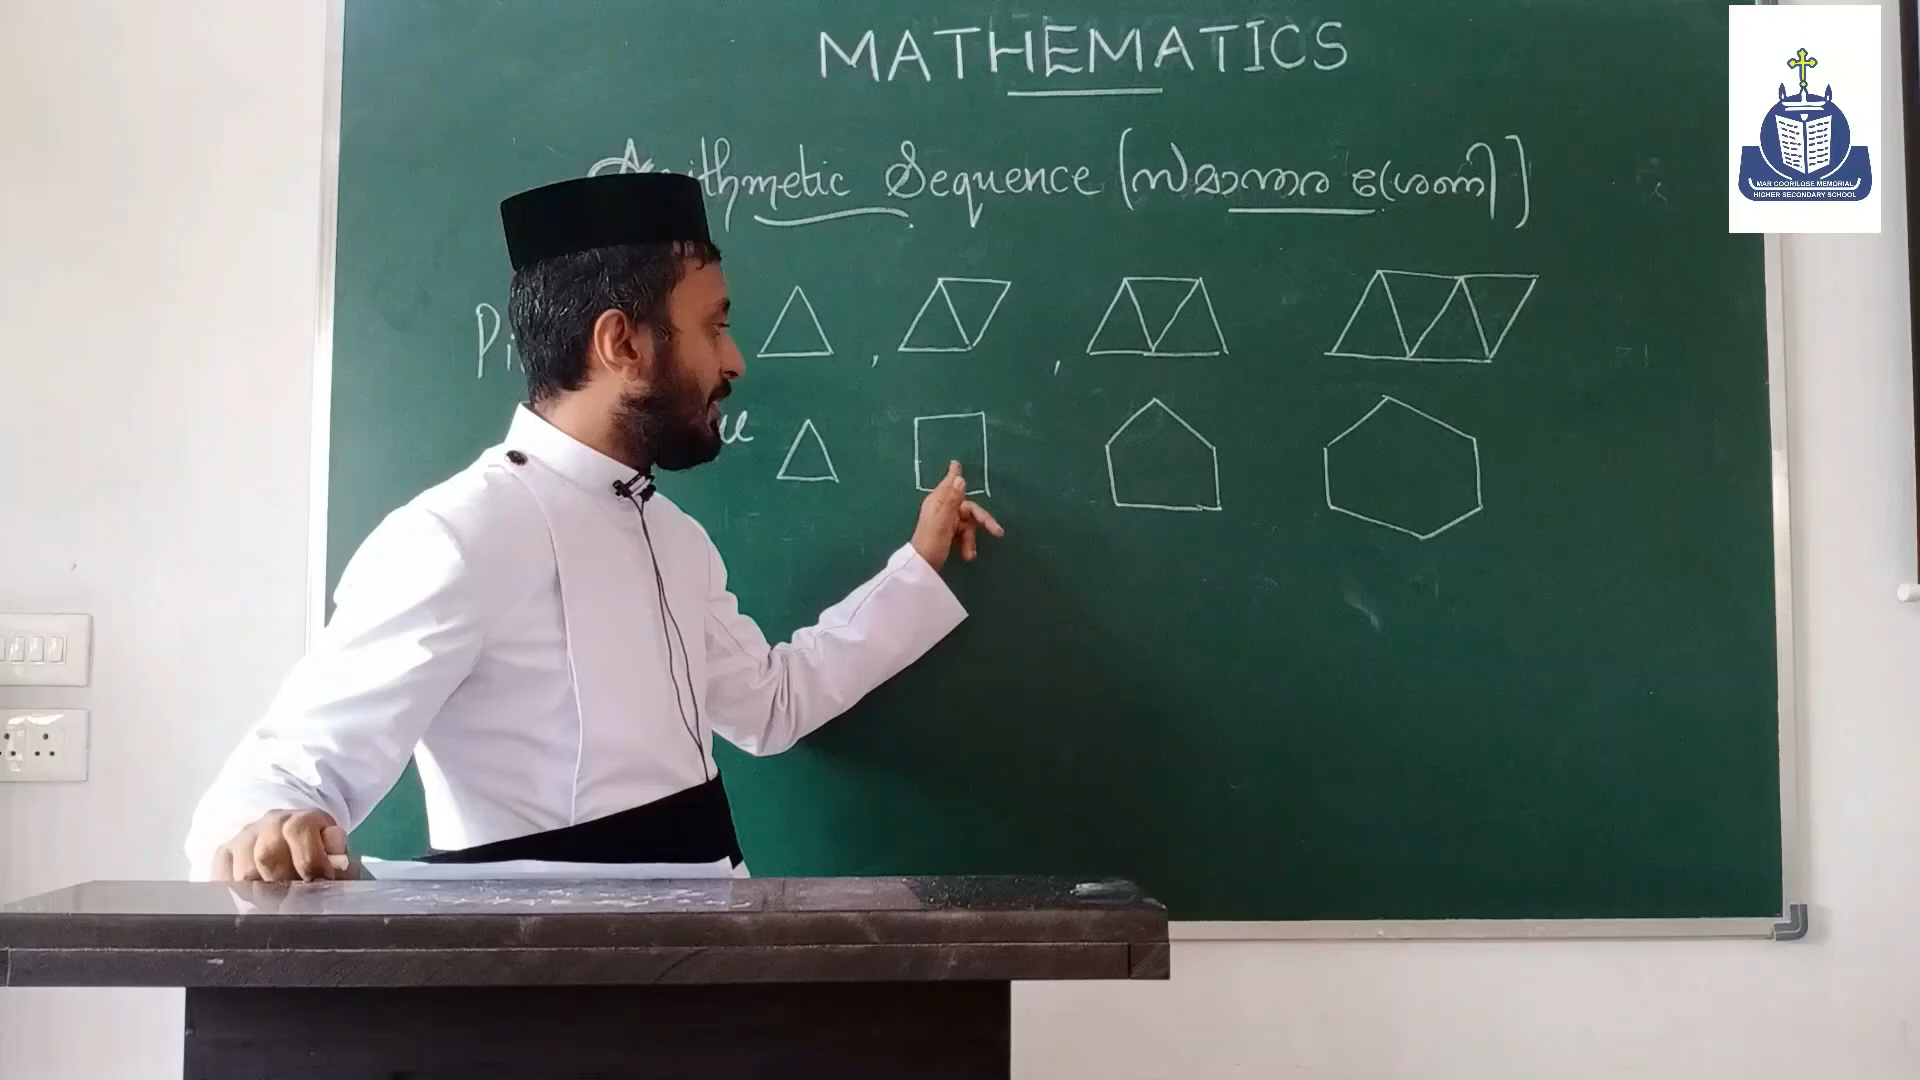 MATHEMATICS
Arithmetic Sequence (സമാന്തര ശ്രേണി)
MAR COORILOSE MEMORIAL
HIGHER SECONDARY SCHOOL